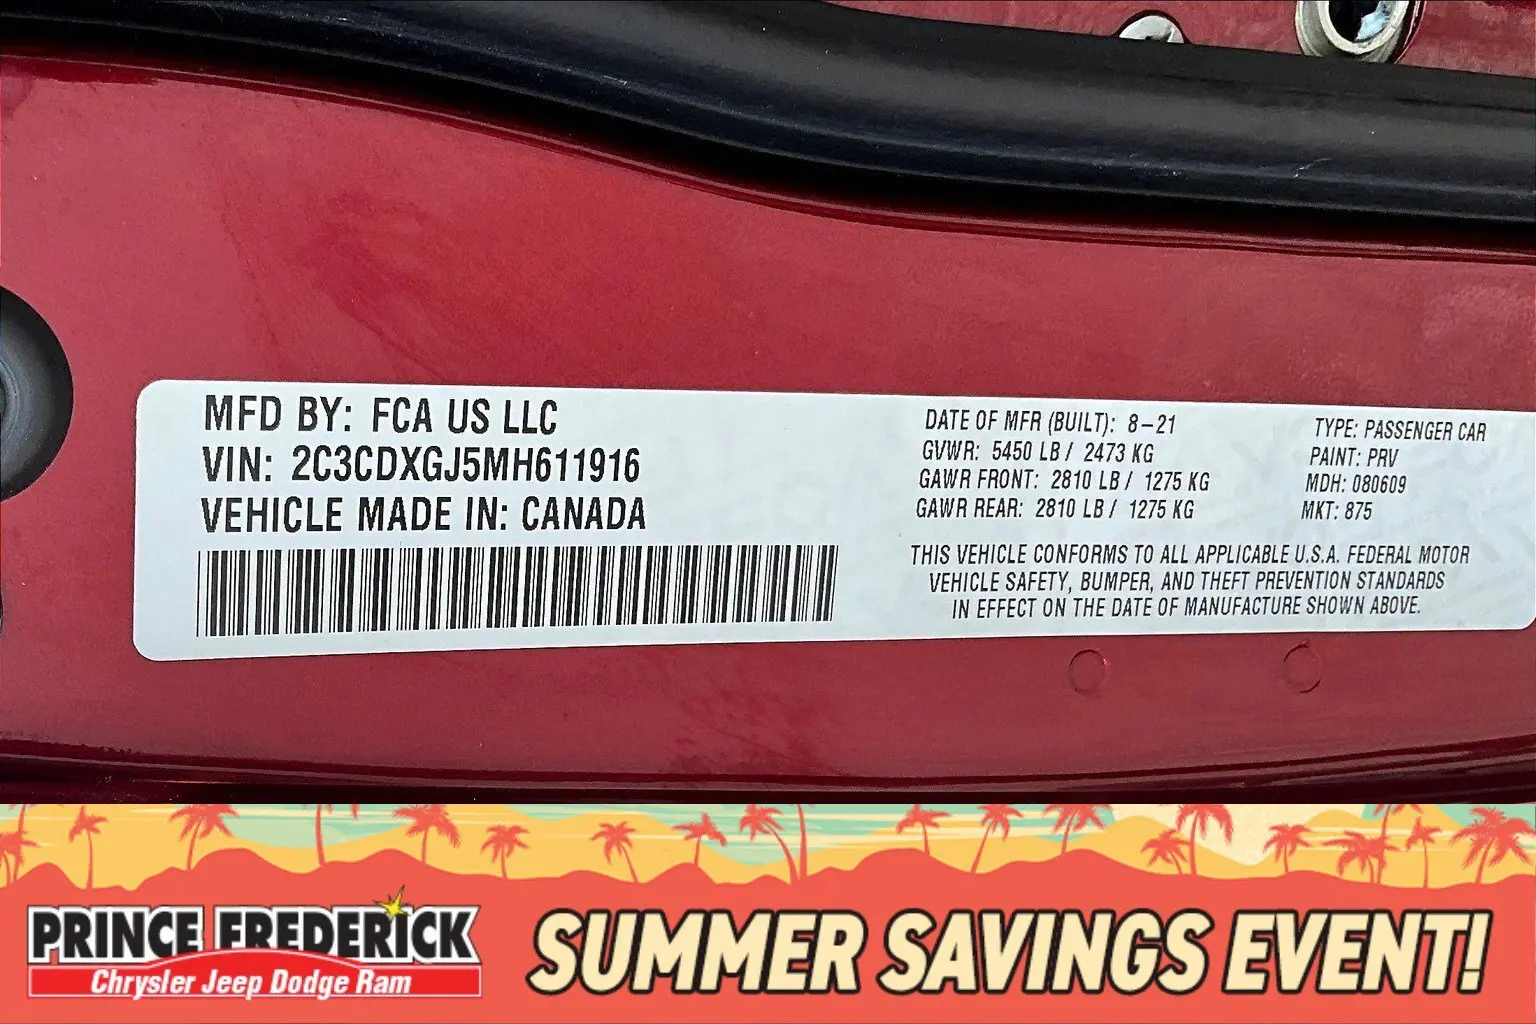 MFD BY: FCA US LLC
VIN: 2C3CDXGJ5MH611916
VEHICLE MADE IN: CANADA
DATE OF MFR (BUILT): 8-21
GVWR: 5450 LB / 2473 KG
GAWR FRONT: 2810 LB / 1275 KG
GAWR REAR: 2810 LB / 1275 KG
TYPE: PASSENGER CAR
PAINT: PRV
MDH: 080609
MKT: 875
THIS VEHICLE CONFORMS TO ALL APPLICABLE U.S.A. FEDERAL MOTOR
VEHICLE SAFETY, BUMPER, AND THEFT PREVENTION STANDARDS
IN EFFECT ON THE DATE OF MANUFACTURE SHOWN ABOVE.
PRINCE FREDERICK
Chrysler Jeep Dodge Ram
SUMMER SAVINGS EVENT!